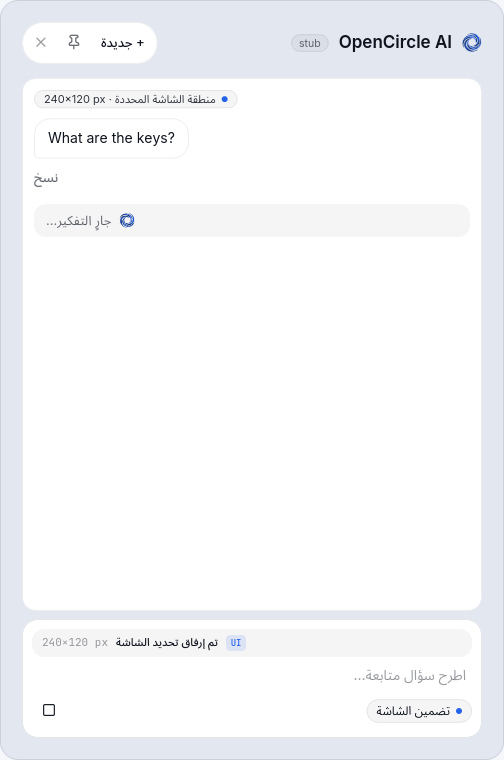 OpenCircle AI
stub
+ جديدة
منطقة الشاشة المحددة · 240×120 px
What are the keys?
نسخ
جارٍ التفكير...
UI تم إرفاق تحديد الشاشة 240×120 px
اطرح سؤال متابعة...
تضمين الشاشة